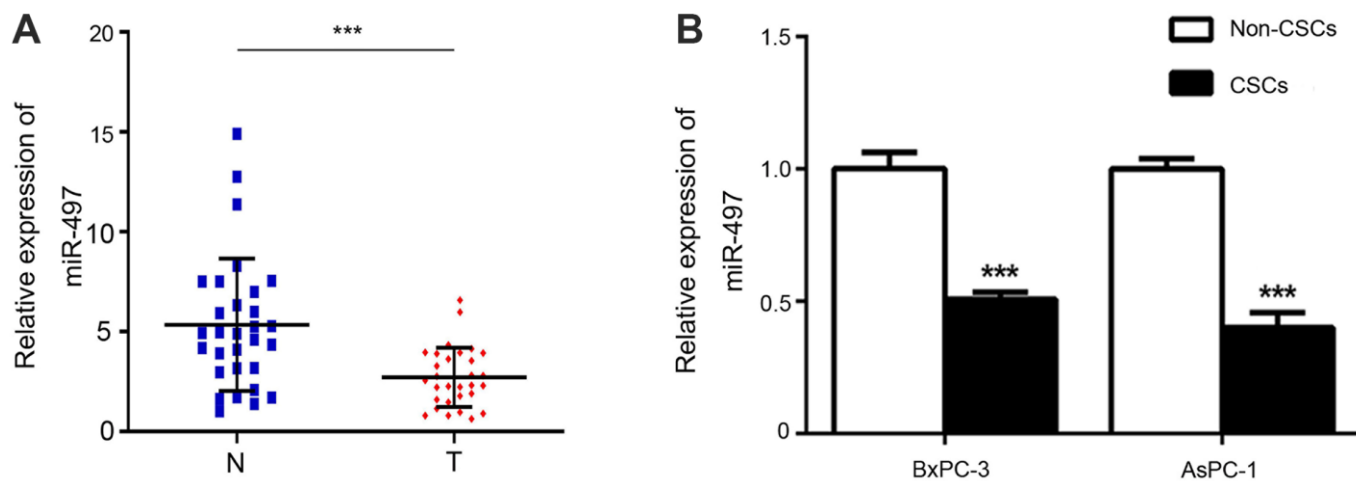 A
Relative expression of
miR-497
20
15
10
5
0
***
N
T
B
Relative expression of
miR-497
1.5
1.0
0.5
0
Non-CSCs
CSCs
***
***
BxPC-3
AsPC-1